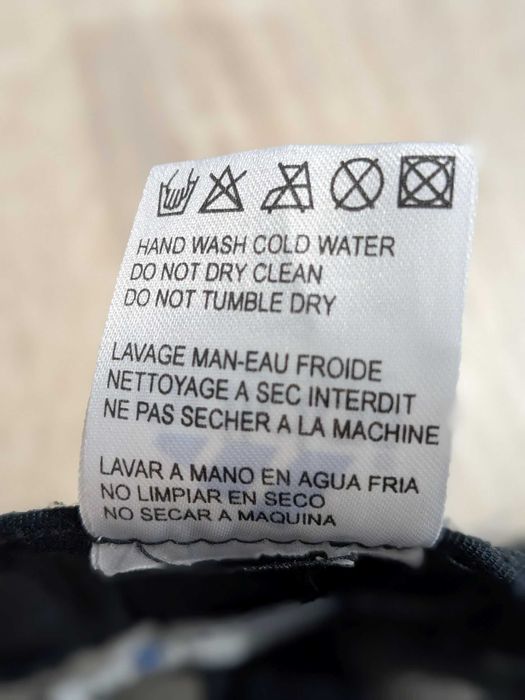 HAND WASH COLD WATER
DO NOT DRY CLEAN
DO NOT TUMBLE DRY
LAVAGE MAN-EAU FROIDE
NETTOYAGE A SEC INTERDIT
NE PAS SECHER A LA MACHINE
LAVAR A MANO EN AGUA FRIA
NO LIMPIAR EN SECO
NO SECAR A MAQUINA